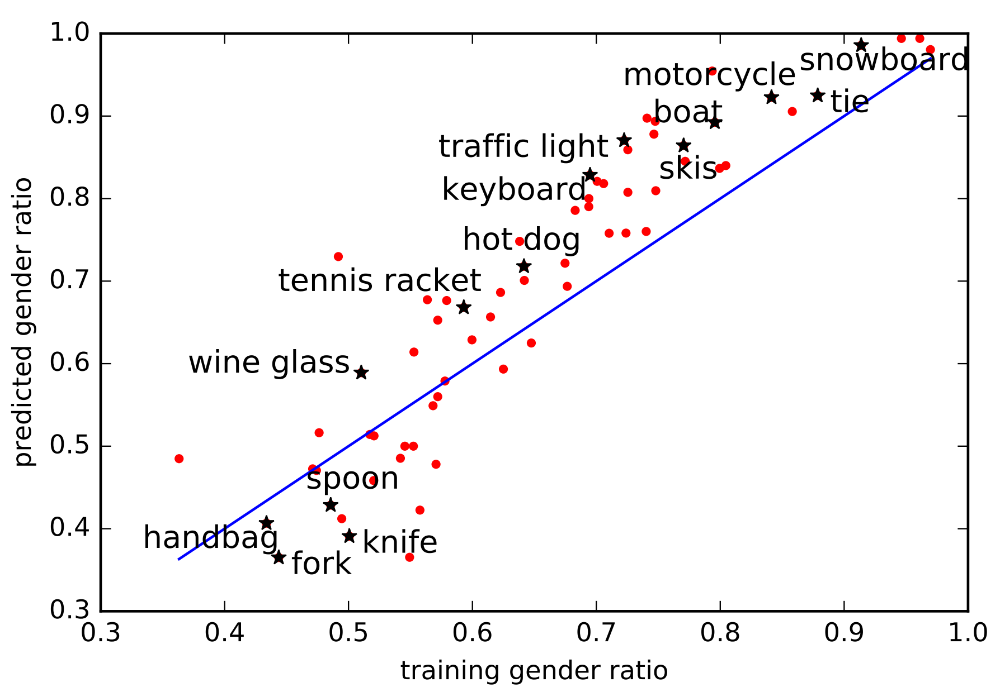 1.0
0.9
0.8
0.7
0.6
0.5
0.4
0.3
predicted gender ratio
snowboard
motorcycle
tie
boat
traffic light
skis
keyboard
hot dog
tennis racket
wine glass
spoon
handbag
knife
fork
0.3 0.4 0.5 0.6 0.7 0.8 0.9 1.0
training gender ratio